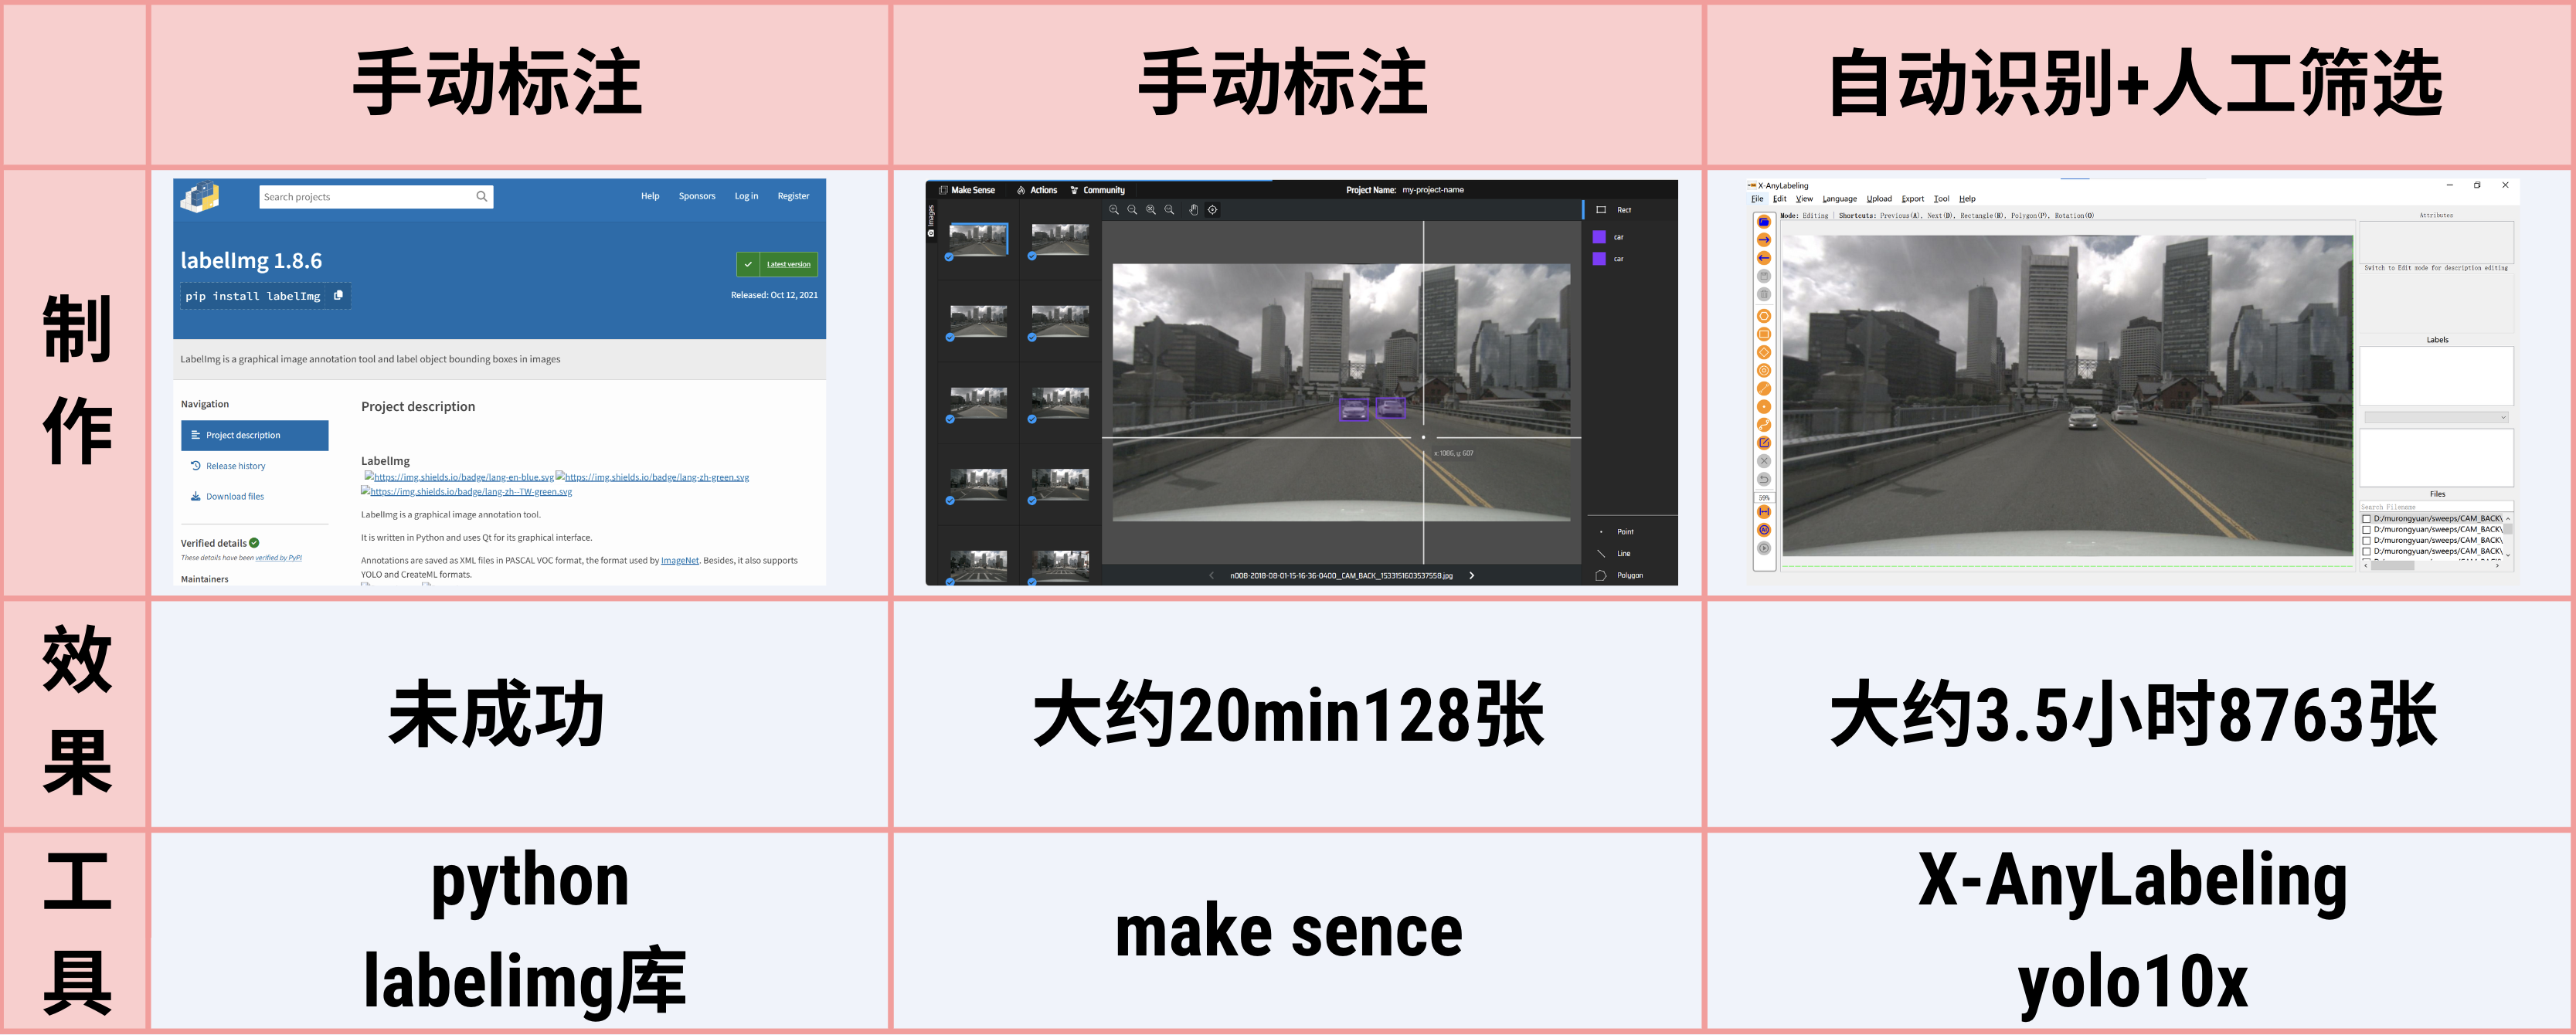 手动标注
手动标注
自动识别+人工筛选
制作
Search projects
Help Sponsors Log in Register
labelImg 1.8.6
Latest version
pip install labelImg
Released: Oct 12, 2021
LabelImg is a graphical image annotation tool and label object bounding boxes in images
Navigation
Project description
Release history
Download files
Verified details
These details have been verified by PyPI
Maintainers
Project description
LabelImg
https://img.shields.io/badge/lang-en-blue.svg https://img.shields.io/badge/lang-zh-green.svg
https://img.shields.io/badge/lang-zh--TW-green.svg
LabelImg is a graphical image annotation tool.
It is written in Python and uses Qt for its graphical interface.
Annotations are saved as XML files in PASCAL VOC format, the format used by ImageNet. Besides, it also supports
YOLO and CreateML formats.
Make Sense Actions Community Project Name: my-project-name
Images
Rect
car
car
x: 1086, y: 607
Point
Line
Polygon
n008-2018-08-01-15-16-36-0400__CAM_BACK__1533151603537558.jpg
X-AnyLabeling
File Edit View Language Upload Export Tool Help
Mode: Editing | Shortcuts: Previous(A), Next(D), Rectangle(R), Polygon(P), Rotation(O)
59%
Attributes
Switch to Edit mode for description editing
Labels
Files
Search Filename
D:/murongyuan/sweeps/CAM_BACK\
D:/murongyuan/sweeps/CAM_BACK\
D:/murongyuan/sweeps/CAM_BACK\
D:/murongyuan/sweeps/CAM_BACK\
效果
未成功
大约20min128张
大约3.5小时8763张
工具
python
labelimg库
make sence
X-AnyLabeling
yolo10x